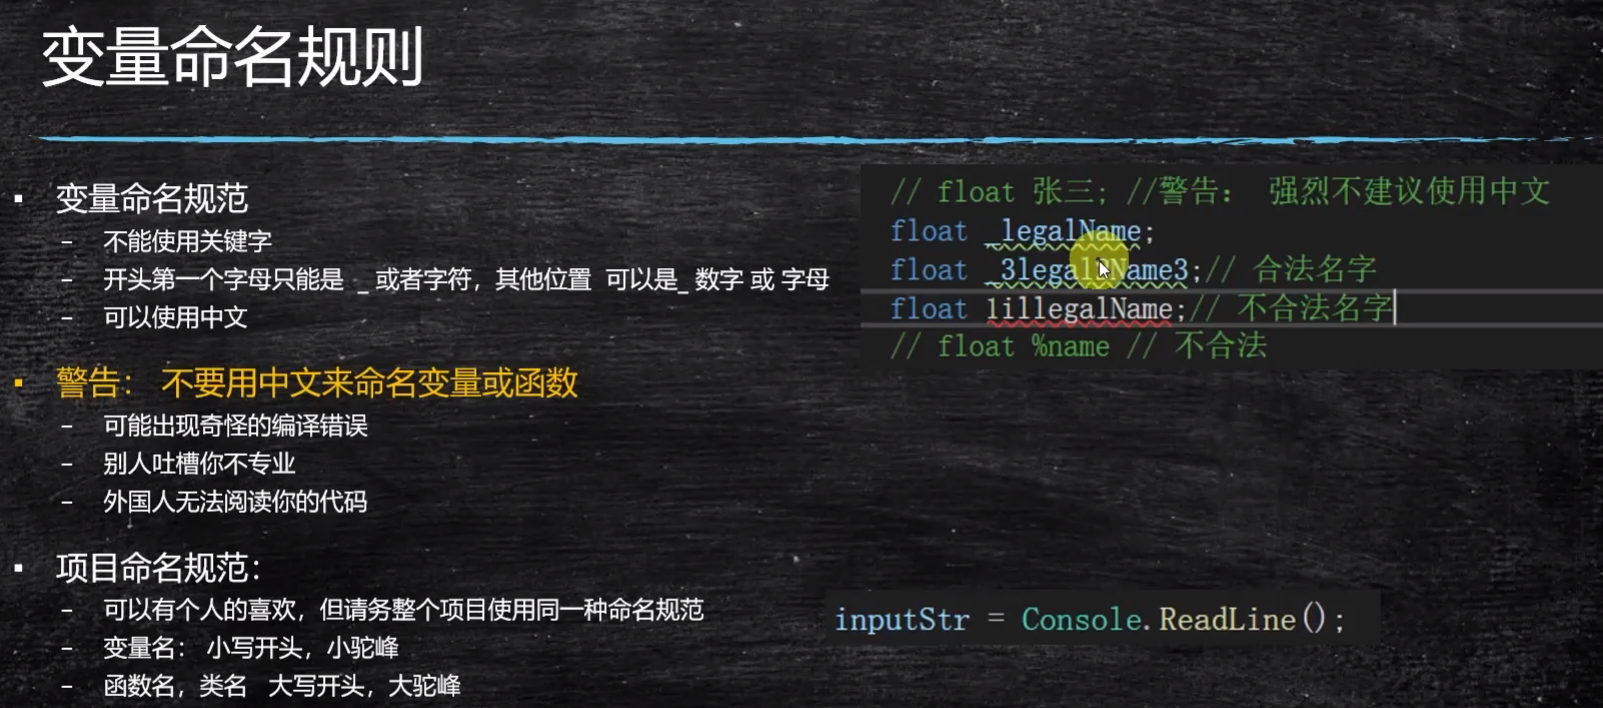 变量命名规则
▪ 变量命名规范
– 不能使用关键字
– 开头第一个字母只能是 _ 或者字符，其他位置 可以是_ 数字 或 字母
– 可以使用中文
▪ 警告： 不要用中文来命名变量或函数
– 可能出现奇怪的编译错误
– 别人吐槽你不专业
– 外国人无法阅读你的代码
▪ 项目命名规范：
– 可以有个人的喜欢，但请务整个项目使用同一种命名规范
– 变量名： 小写开头，小驼峰
– 函数名，类名 大写开头，大驼峰
// float 张三; //警告： 强烈不建议使用中文
float _legalName;
float _3legal3Name3;// 合法名字
float 1illegalName;// 不合法名字
// float %name // 不合法
inputStr = Console.ReadLine();